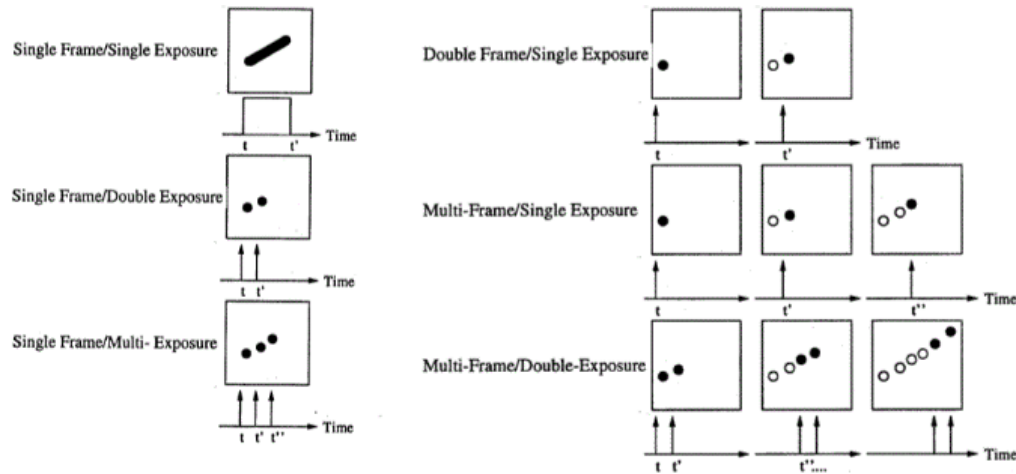 Single Frame/Single Exposure
Time
t t'
Single Frame/Double Exposure
Time
t t'
Single Frame/Multi- Exposure
Time
t t' t''
Double Frame/Single Exposure
Time
t t'
Multi-Frame/Single Exposure
t t' t'' Time
Multi-Frame/Double-Exposure
Time
t t' t''....